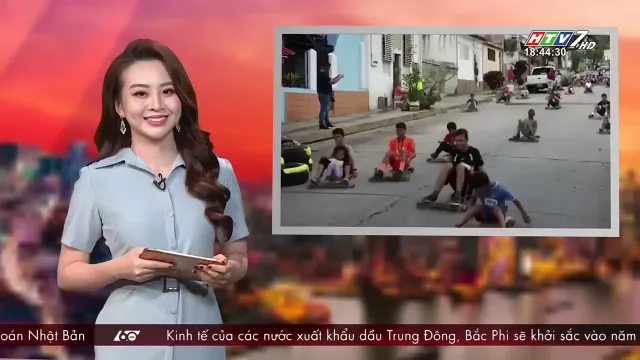 HTV7 HD
18:44:30
oán Nhật Bản 60 Kinh tế của các nước xuất khẩu dầu Trung Đông, Bắc Phi sẽ khởi sắc vào năm